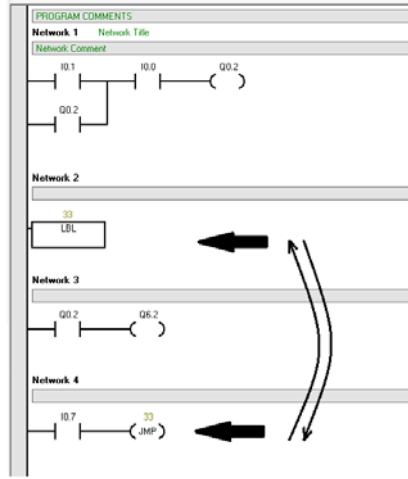 PROGRAM COMMENTS
Network 1 Network Title
Network Comment
I0.1 I0.0 Q0.2
Q0.2
Network 2
33
LBL
Network 3
Q0.2 Q6.2
Network 4
I0.7 33
JMP